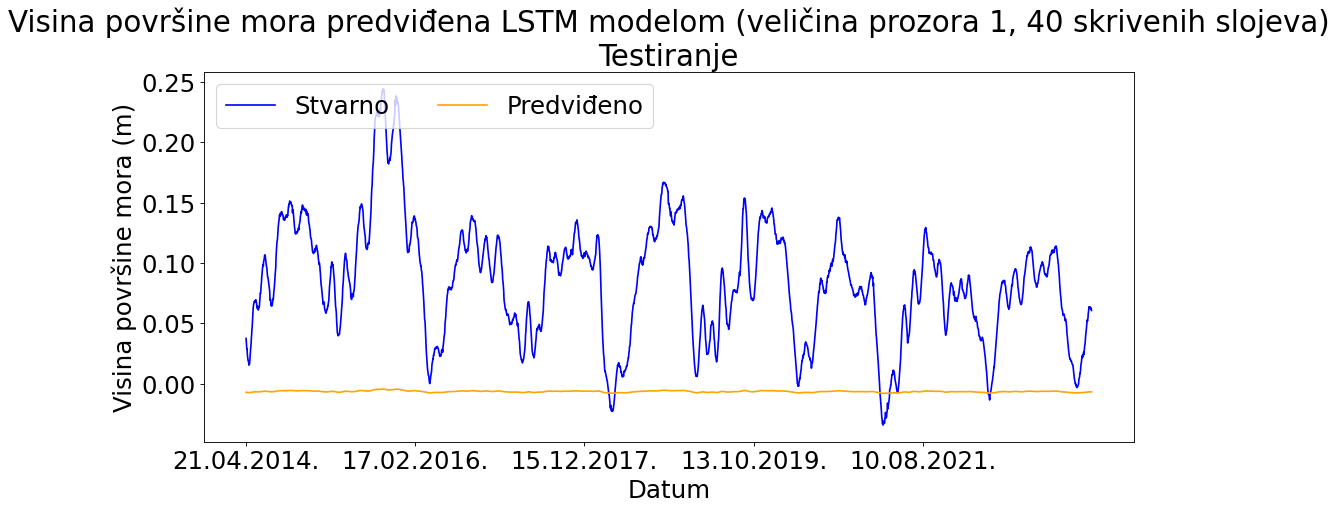 Visina površine mora predviđena LSTM modelom (veličina prozora 1, 40 skrivenih slojeva)
Testiranje
Stvarno Predviđeno
Visina površine mora (m)
0.25
0.20
0.15
0.10
0.05
0.00
21.04.2014. 17.02.2016. 15.12.2017. 13.10.2019. 10.08.2021.
Datum